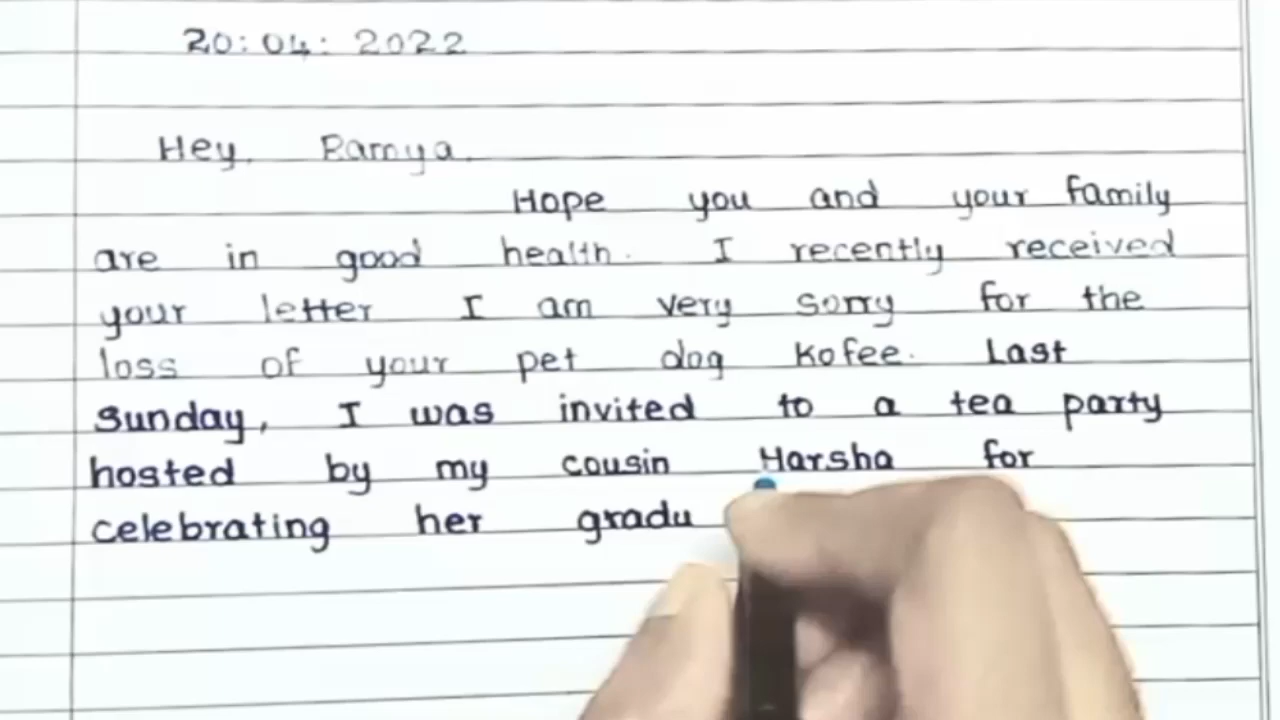 20:04: 2022
Hey, Ramya.
Hope you and your family
are in good health. I recently received
your letter I am very sorry for the
loss of your pet dog Kofee. Last
Sunday, I was invited to a tea party
hosted by my cousin Harsha for
celebrating her gradu